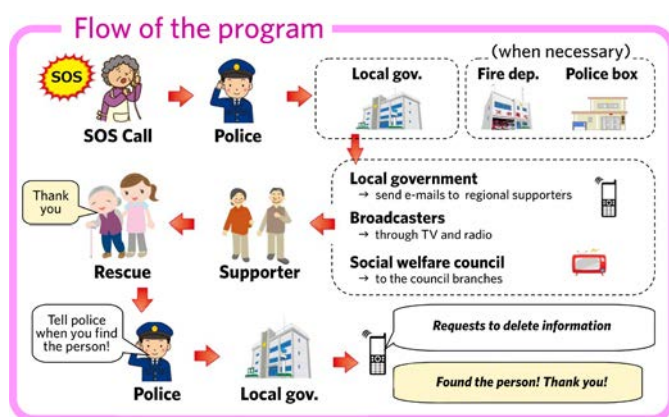 Flow of the program
(when necessary)
SOS
Local gov.
Fire dep.
Police box
SOS Call
Police
Local government
→ send e-mails to regional supporters
Broadcasters
→ through TV and radio
Social welfare council
→ to the council branches
Thank
you
Rescue
Supporter
Tell police
when you find
the person!
Police
Local gov.
Requests to delete information
Found the person! Thank you!